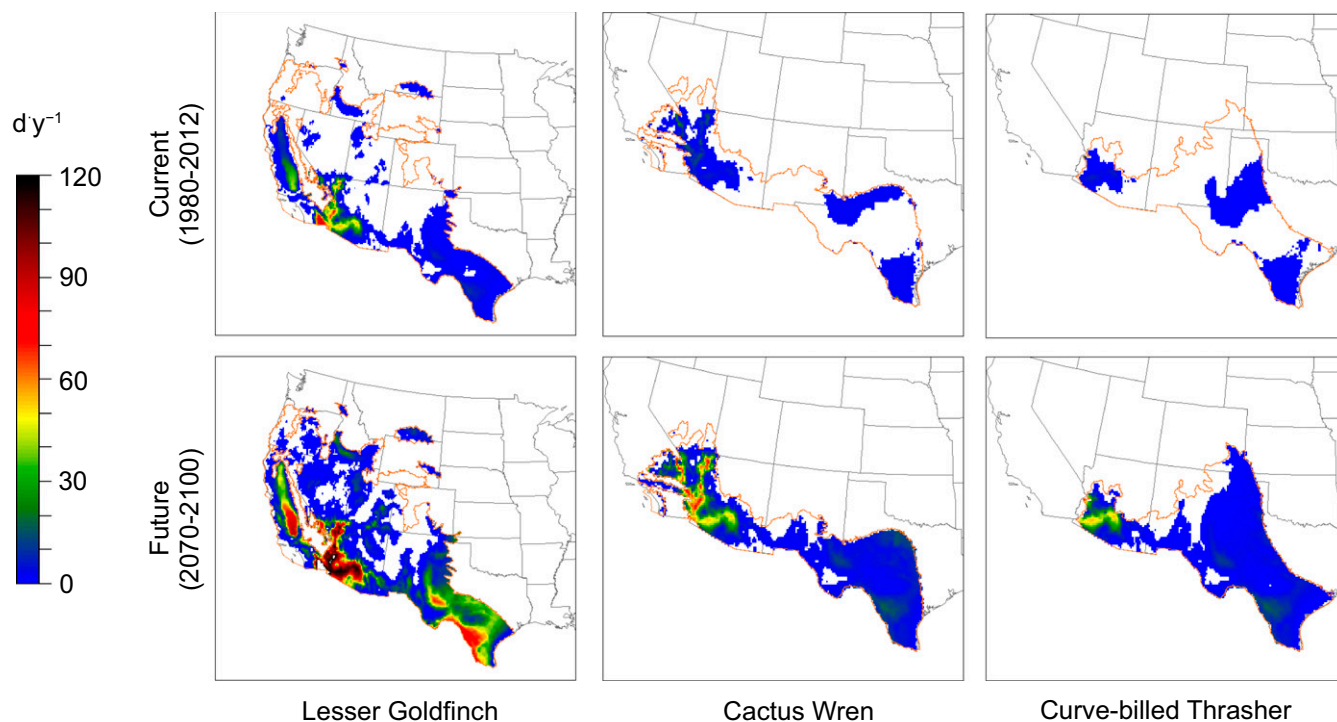 d y⁻¹
120
90
60
30
0
Current
(1980-2012)
Future
(2070-2100)
Lesser Goldfinch
Cactus Wren
Curve-billed Thrasher